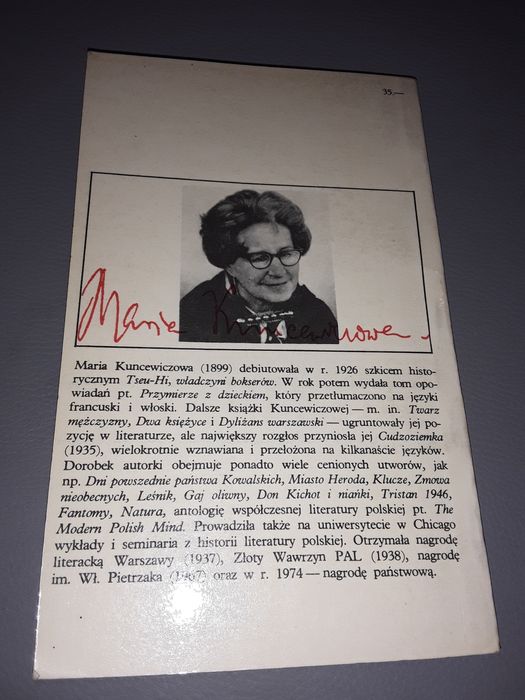 35.—
Maria Kuncewiczowa
Maria Kuncewiczowa (1899) debiutowała w r. 1926 szkicem histo-
rycznym Tseu-Hi, władczyni bokserów. W rok potem wydała tom opo-
wiadań pt. Przymierze z dzieckiem, który przetłumaczono na języki
francuski i włoski. Dalsze książki Kuncewiczowej — m. in. Twarz
mężczyzny, Dwa księżyce i Dyliżans warszawski — ugruntowały jej po-
zycję w literaturze, ale największy rozgłos przyniosła jej Cudzoziemka
(1935), wielokrotnie wznawiana i przełożona na kilkanaście języków.
Dorobek autorki obejmuje ponadto wiele cenionych utworów, jak
np. Dni powszednie państwa Kowalskich, Miasto Heroda, Klucze, Zmowa
nieobecnych, Leśnik, Gaj oliwny, Don Kichot i niańki, Tristan 1946,
Fantomy, Natura, antologię współczesnej literatury polskiej pt. The
Modern Polish Mind. Prowadziła także na uniwersytecie w Chicago
wykłady i seminaria z historii literatury polskiej. Otrzymała nagrodę
literacką Warszawy (1937), Złoty Wawrzyn PAL (1938), nagrodę
im. Wł. Pietrzaka (1967) oraz w r. 1974 — nagrodę państwową.